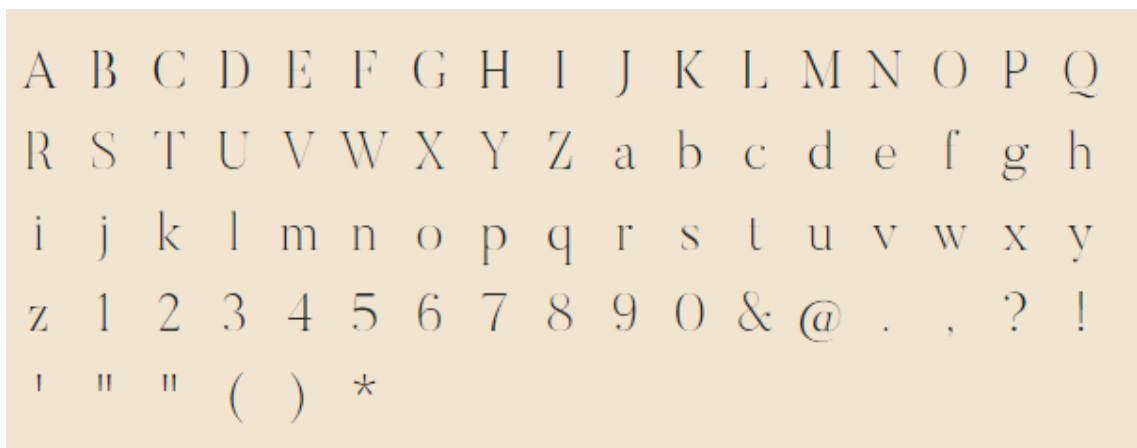 A B C D E F G H I J K L M N O P Q
R S T U V W X Y Z a b c d e f g h
i j k l m n o p q r s t u v w x y
z 1 2 3 4 5 6 7 8 9 0 & @ . , ? !
' " " ( ) *